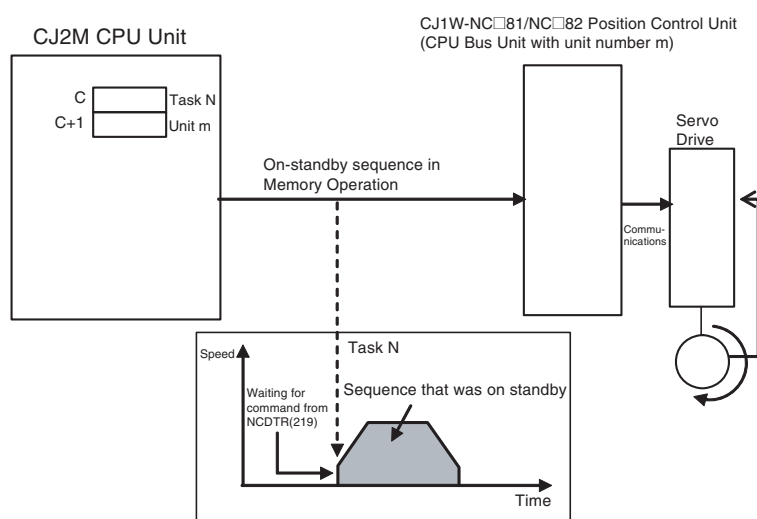 CJ2M CPU Unit
CJ1W-NC□81/NC□82 Position Control Unit
(CPU Bus Unit with unit number m)
C
Task N
C+1
Unit m
On-standby sequence in
Memory Operation
Servo
Drive
Commu-
nications
Task N
Speed
Sequence that was on standby
Waiting for
command from
NCDTR(219)
Time